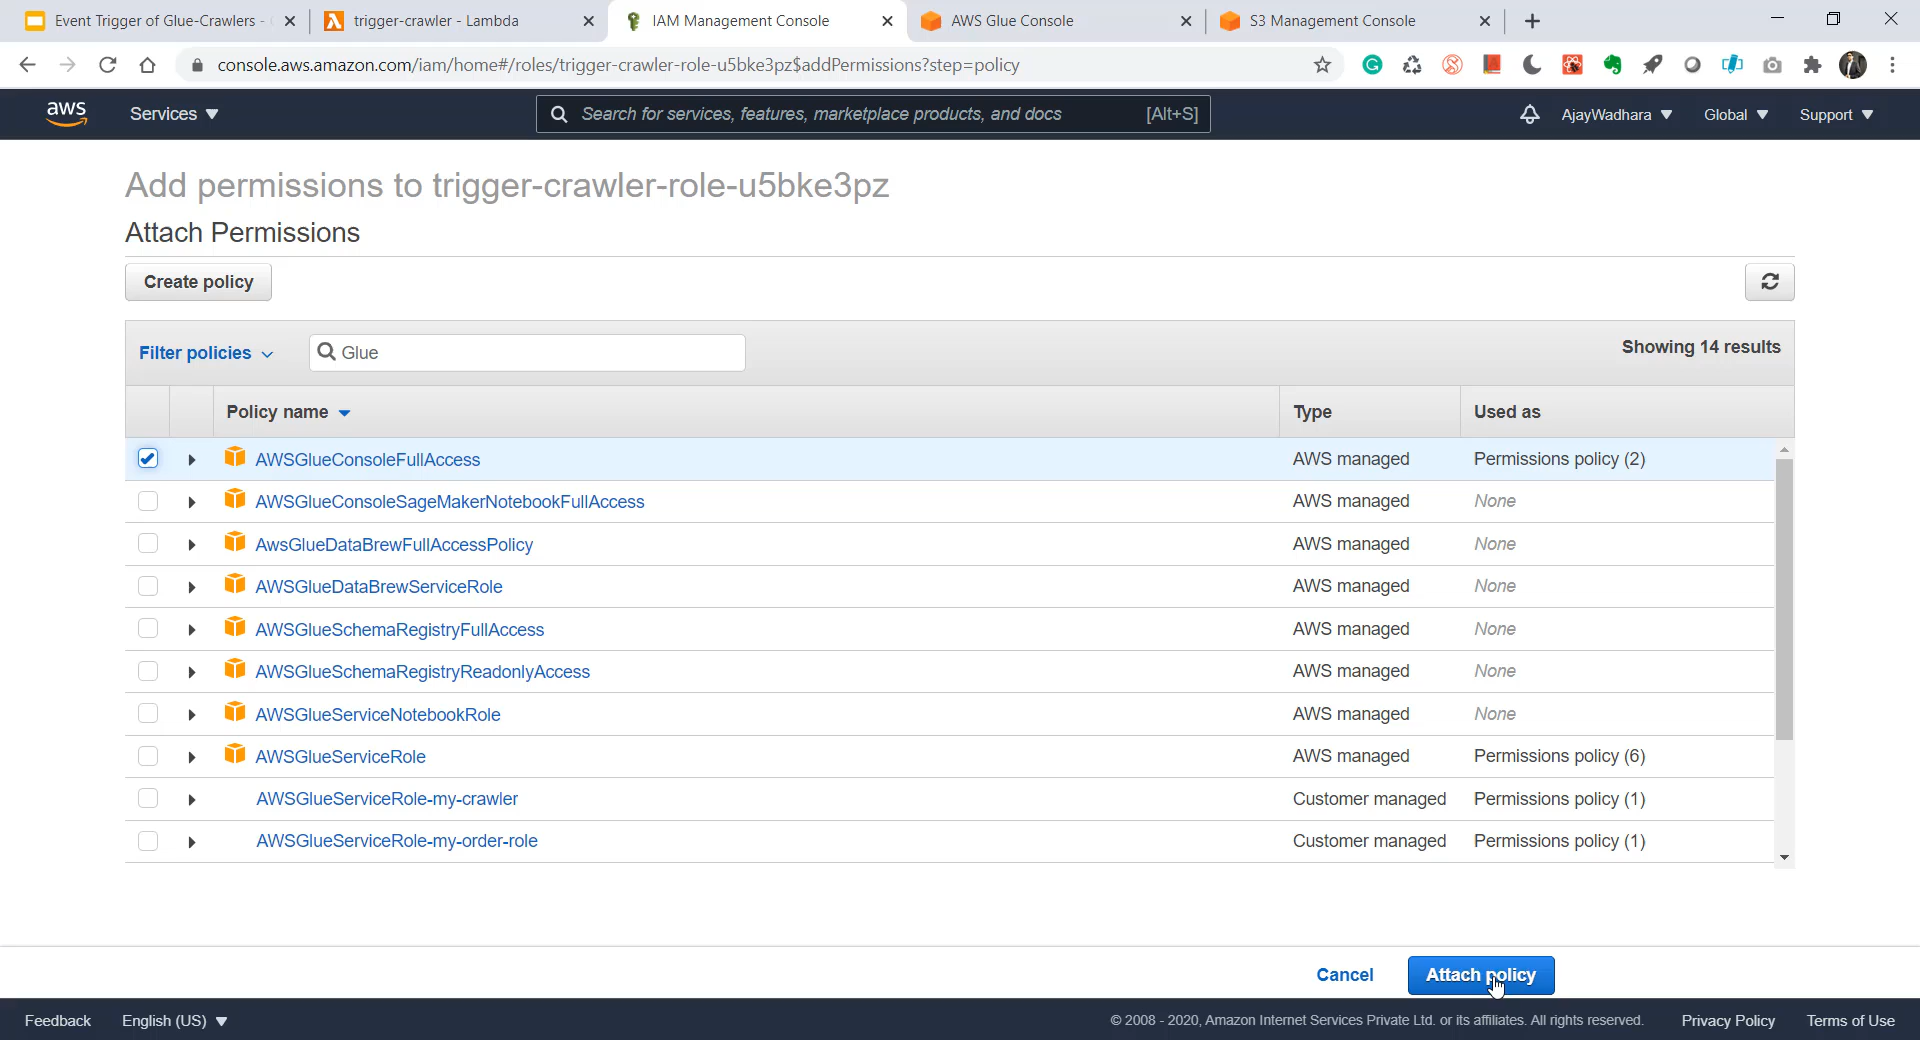 Event Trigger of Glue-Crawlers -
trigger-crawler - Lambda
IAM Management Console
AWS Glue Console
S3 Management Console
console.aws.amazon.com/iam/home#/roles/trigger-crawler-role-u5bke3pz$addPermissions?step=policy
aws
Services
Search for services, features, marketplace products, and docs
[Alt+S]
AjayWadhara
Global
Support
Add permissions to trigger-crawler-role-u5bke3pz
Attach Permissions
Create policy
Filter policies
Glue
Showing 14 results
Policy name
Type
Used as
AWSGlueConsoleFullAccess AWS managed Permissions policy (2)
AWSGlueConsoleSageMakerNotebookFullAccess AWS managed None
AwsGlueDataBrewFullAccessPolicy AWS managed None
AWSGlueDataBrewServiceRole AWS managed None
AWSGlueSchemaRegistryFullAccess AWS managed None
AWSGlueSchemaRegistryReadonlyAccess AWS managed None
AWSGlueServiceNotebookRole AWS managed None
AWSGlueServiceRole AWS managed Permissions policy (6)
AWSGlueServiceRole-my-crawler Customer managed Permissions policy (1)
AWSGlueServiceRole-my-order-role Customer managed Permissions policy (1)
Cancel
Attach policy
Feedback
English (US)
© 2008 - 2020, Amazon Internet Services Private Ltd. or its affiliates. All rights reserved.
Privacy Policy
Terms of Use